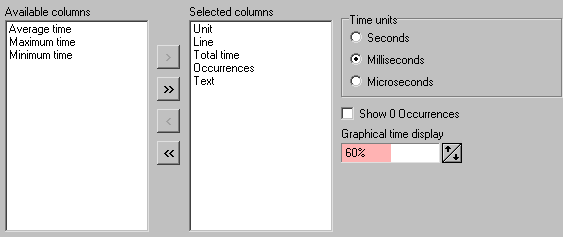 Available columns
Average time
Maximum time
Minimum time
>
>>
<
<<
Selected columns
Unit
Line
Total time
Occurrences
Text
Time units
Seconds
Milliseconds
Microseconds
Show 0 Occurrences
Graphical time display
60%